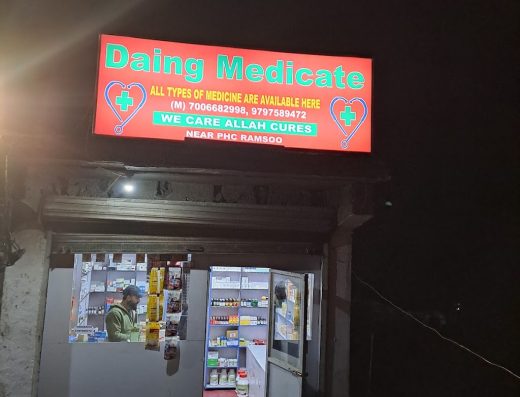 Daing Medicate
ALL TYPES OF MEDICINE ARE AVAILABLE HERE
(M) 7006682998, 9797589472
WE CARE ALLAH CURES
NEAR PHC RAMSOO